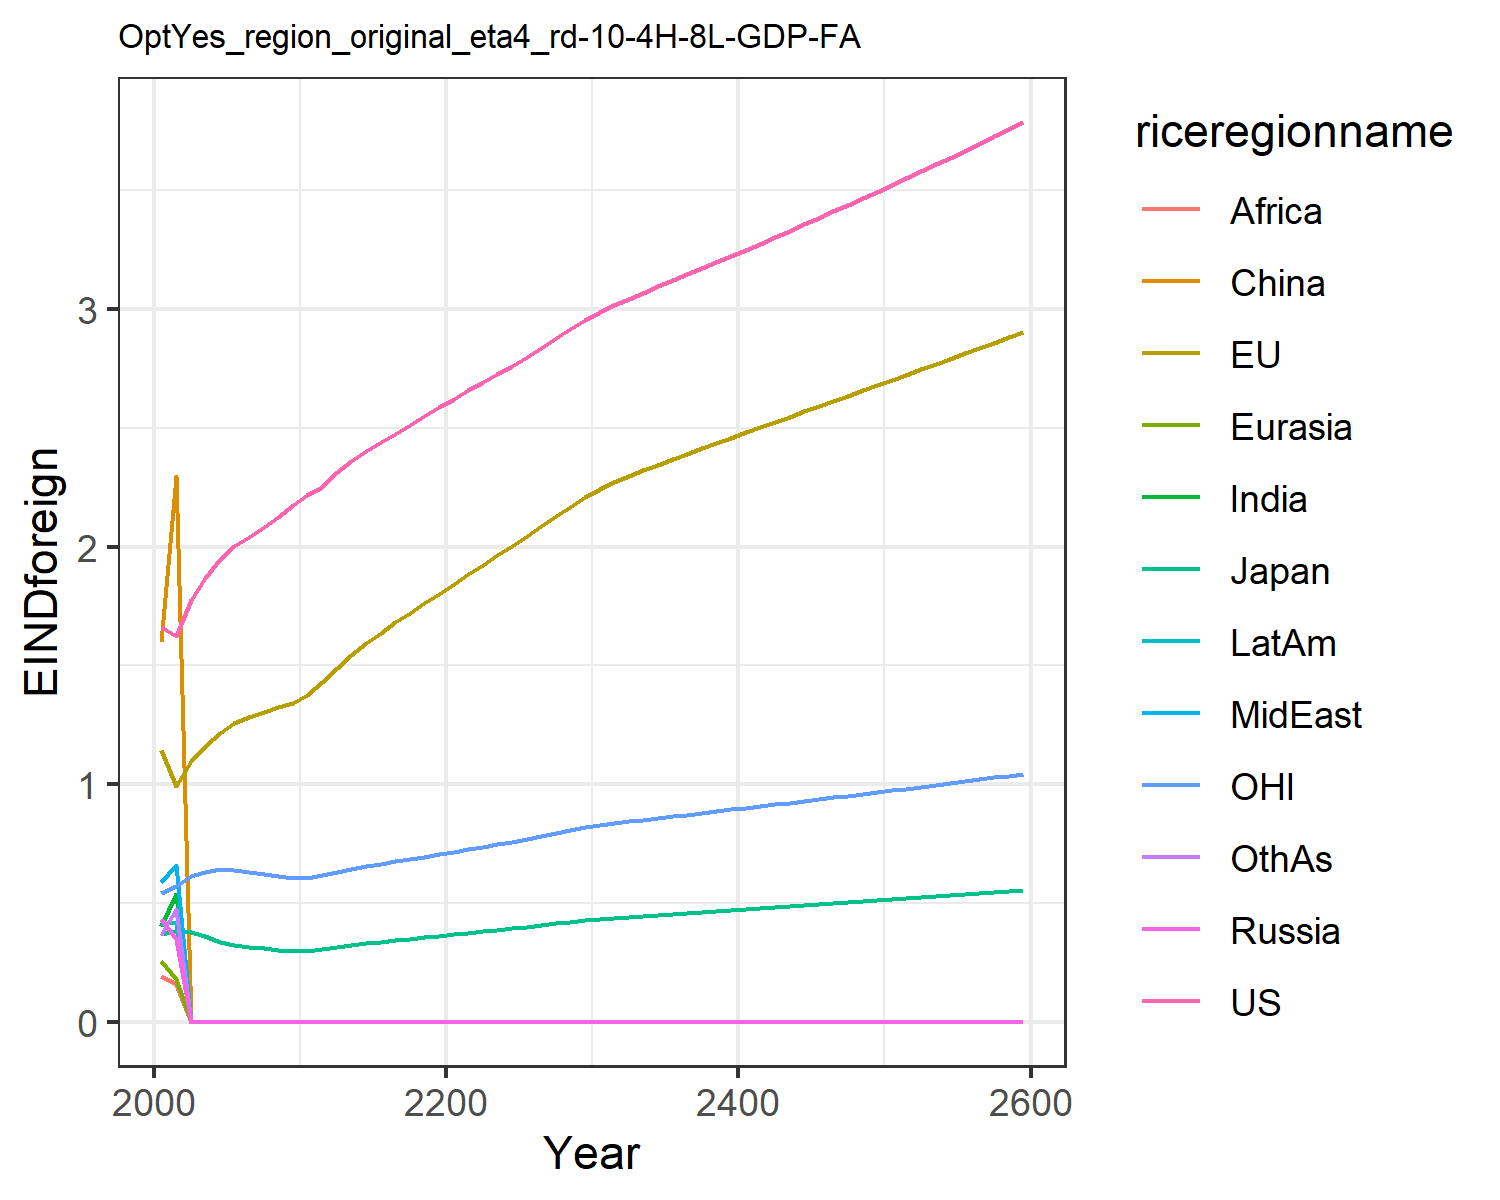 OptYes_region_original_eta4_rd-10-4H-8L-GDP-FA
EINDforeign
3
2
1
0
2000
2200
2400
2600
Year
riceregionname
Africa
China
EU
Eurasia
India
Japan
LatAm
MidEast
OHI
OthAs
Russia
US